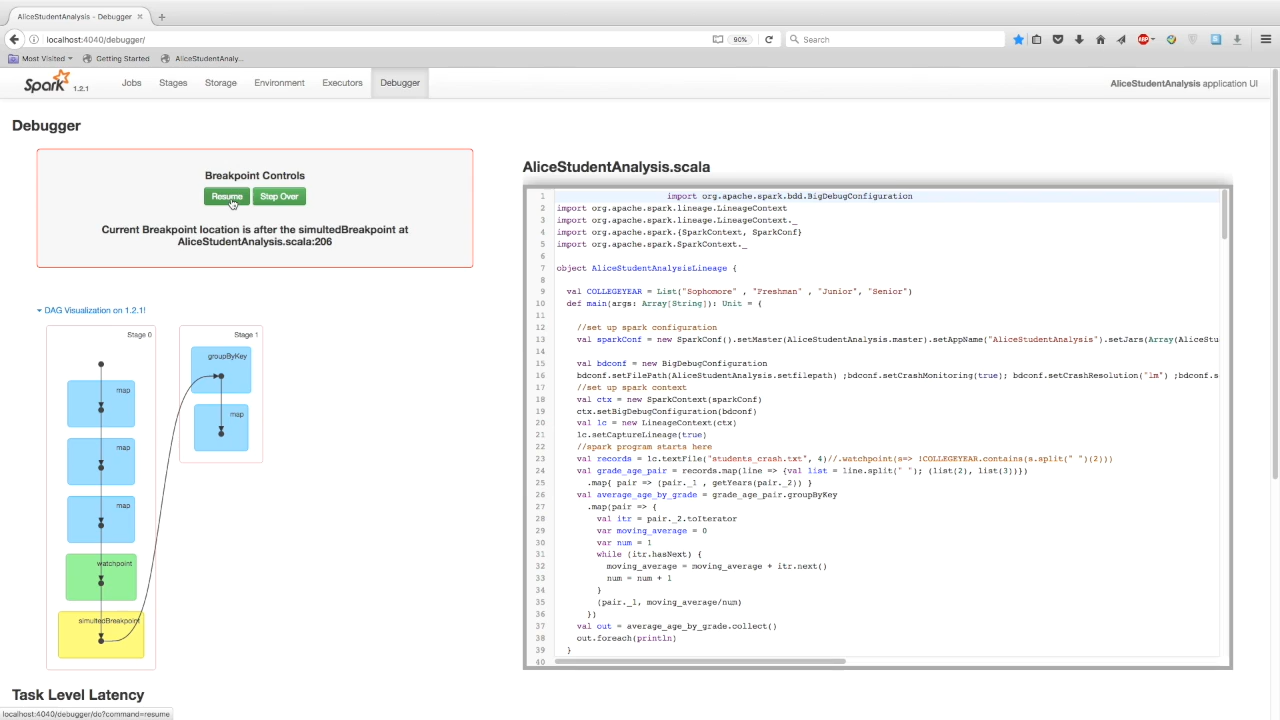 AliceStudentAnalysis - Debugger
localhost:4040/debugger/
90%
Search
Most Visited
Getting Started
AliceStudentAnaly...
Spark 1.2.1
Jobs
Stages
Storage
Environment
Executors
Debugger
AliceStudentAnalysis application UI
Debugger
Breakpoint Controls
Resume
Step Over
Current Breakpoint location is after the simultedBreakpoint at
AliceStudentAnalysis.scala:206
DAG Visualization on 1.2.1!
Stage 0
map
map
map
watchpoint
simultedBreakpoint
Stage 1
groupByKey
map
AliceStudentAnalysis.scala
1 import org.apache.spark.bdd.BigDebugConfiguration
2 import org.apache.spark.lineage.LineageContext
3 import org.apache.spark.lineage.LineageContext._
4 import org.apache.spark.{SparkContext, SparkConf}
5 import org.apache.spark.SparkContext._
6
7 object AliceStudentAnalysisLineage {
8
9 val COLLEGEYEAR = List("Sophomore" , "Freshman" , "Junior", "Senior")
10 def main(args: Array[String]): Unit = {
11
12 //set up spark configuration
13 val sparkConf = new SparkConf().setMaster(AliceStudentAnalysis.master).setAppName("AliceStudentAnalysis").setJars(Array(AliceStu
14
15 val bdconf = new BigDebugConfiguration
16 bdconf.setFilePath(AliceStudentAnalysis.setfilepath) ;bdconf.setCrashMonitoring(true); bdconf.setCrashResolution("lm") ;bdconf.s
17 //set up spark context
18 val ctx = new SparkContext(sparkConf)
19 ctx.setBigDebugConfiguration(bdconf)
20 val lc = new LineageContext(ctx)
21 lc.setCaptureLineage(true)
22 //spark program starts here
23 val records = lc.textFile("students_crash.txt", 4)//.watchpoint(s=> !COLLEGEYEAR.contains(s.split(" ")(2)))
24 val grade_age_pair = records.map(line => {val list = line.split(" "); (list(2), list(3))})
25 .map{ pair => (pair._1 , getYears(pair._2)) }
26 val average_age_by_grade = grade_age_pair.groupByKey
27 .map(pair => {
28 val itr = pair._2.toIterator
29 var moving_average = 0
30 var num = 1
31 while (itr.hasNext) {
32 moving_average = moving_average + itr.next()
33 num = num + 1
34 }
35 (pair._1, moving_average/num)
36 })
37 val out = average_age_by_grade.collect()
38 out.foreach(println)
39 }
40
Task Level Latency
localhost:4040/debugger/do?command=resume